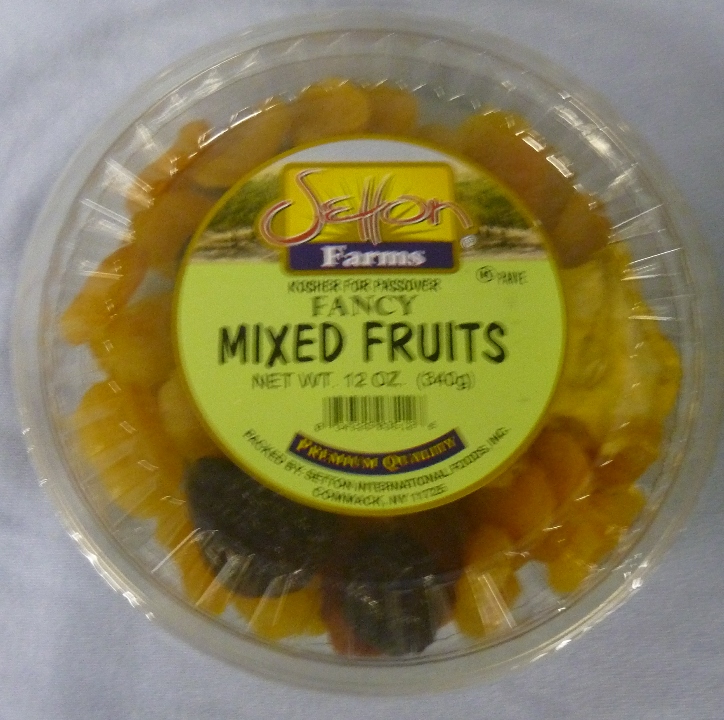 Setton
Farms
®
KOSHER FOR PASSOVER
PARVE
FANCY
MIXED FRUITS
NET WT. 12 OZ. (340g)
PREMIUM QUALITY
PACKED BY: SETTON INTERNATIONAL FOODS, INC.
COMMACK, NY 11725